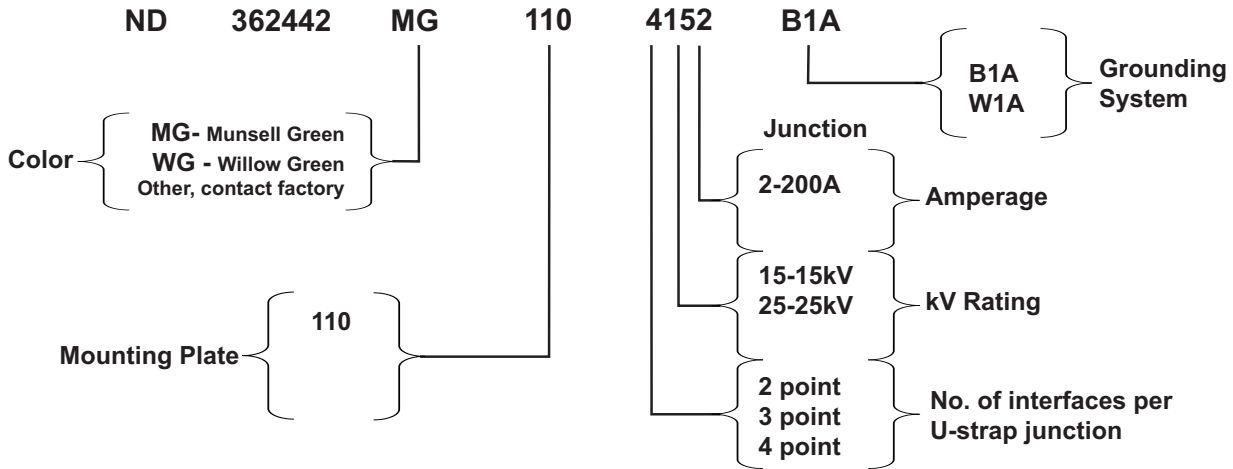 ND 362442 MG 110 4152 B1A
B1A
W1A
Grounding
System
MG- Munsell Green
WG - Willow Green
Other, contact factory
Color
Junction
2-200A
Amperage
15-15kV
25-25kV
kV Rating
110
Mounting Plate
2 point
3 point
4 point
No. of interfaces per
U-strap junction